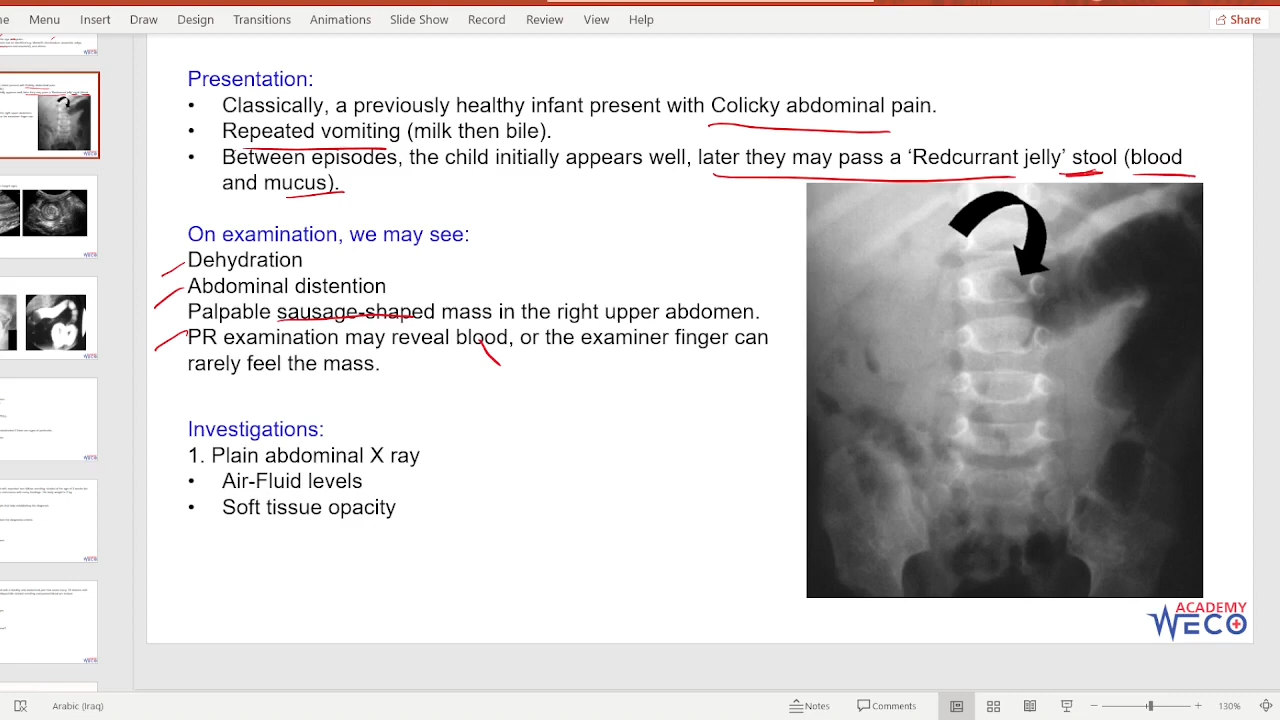 Menu Insert Draw Design Transitions Animations Slide Show Record Review View Help Share
Presentation:
• Classically, a previously healthy infant present with Colicky abdominal pain.
• Repeated vomiting (milk then bile).
• Between episodes, the child initially appears well, later they may pass a ‘Redcurrant jelly’ stool (blood
and mucus).
On examination, we may see:
Dehydration
Abdominal distention
Palpable sausage-shaped mass in the right upper abdomen.
PR examination may reveal blood, or the examiner finger can
rarely feel the mass.
Investigations:
1. Plain abdominal X ray
• Air-Fluid levels
• Soft tissue opacity
ACADEMY
WECO
Arabic (Iraq) Notes Comments 130%